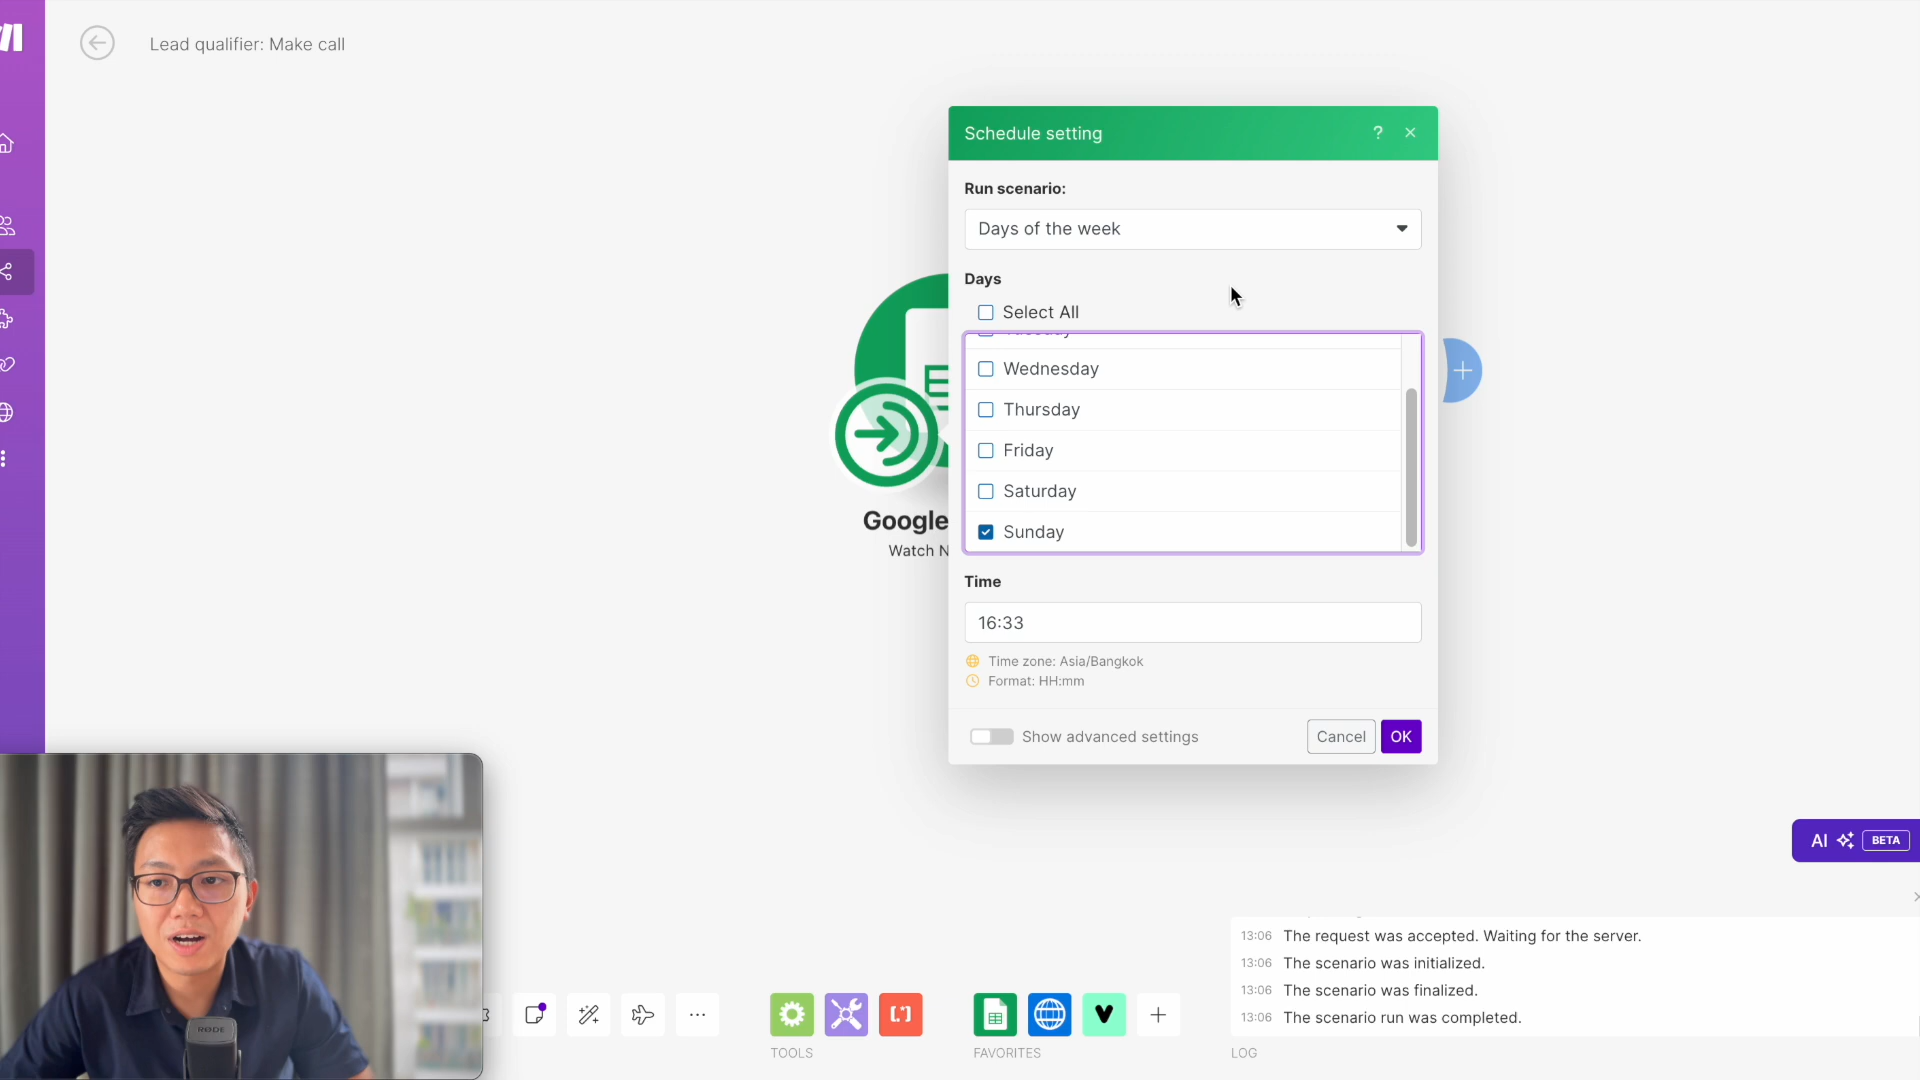 Lead qualifier: Make call
Schedule setting
?
Run scenario:
Days of the week
Days
Select All
Tuesday
Wednesday
Thursday
Friday
Saturday
Sunday
Time
16:33
Time zone: Asia/Bangkok
Format: HH:mm
Show advanced settings
Cancel
OK
Google
Watch N
AI BETA
13:06 The request was accepted. Waiting for the server.
13:06 The scenario was initialized.
13:06 The scenario was finalized.
13:06 The scenario run was completed.
TOOLS
FAVORITES
LOG
RØDE